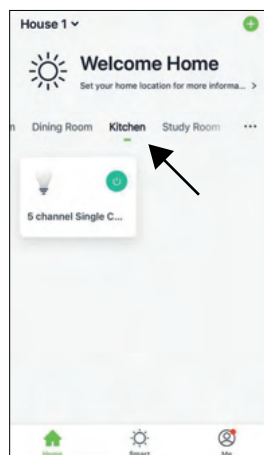 House 1
Welcome Home
Set your home location for more informa... >
n Dining Room Kitchen Study Room ...
5 channel Single C...
Home Smart Me